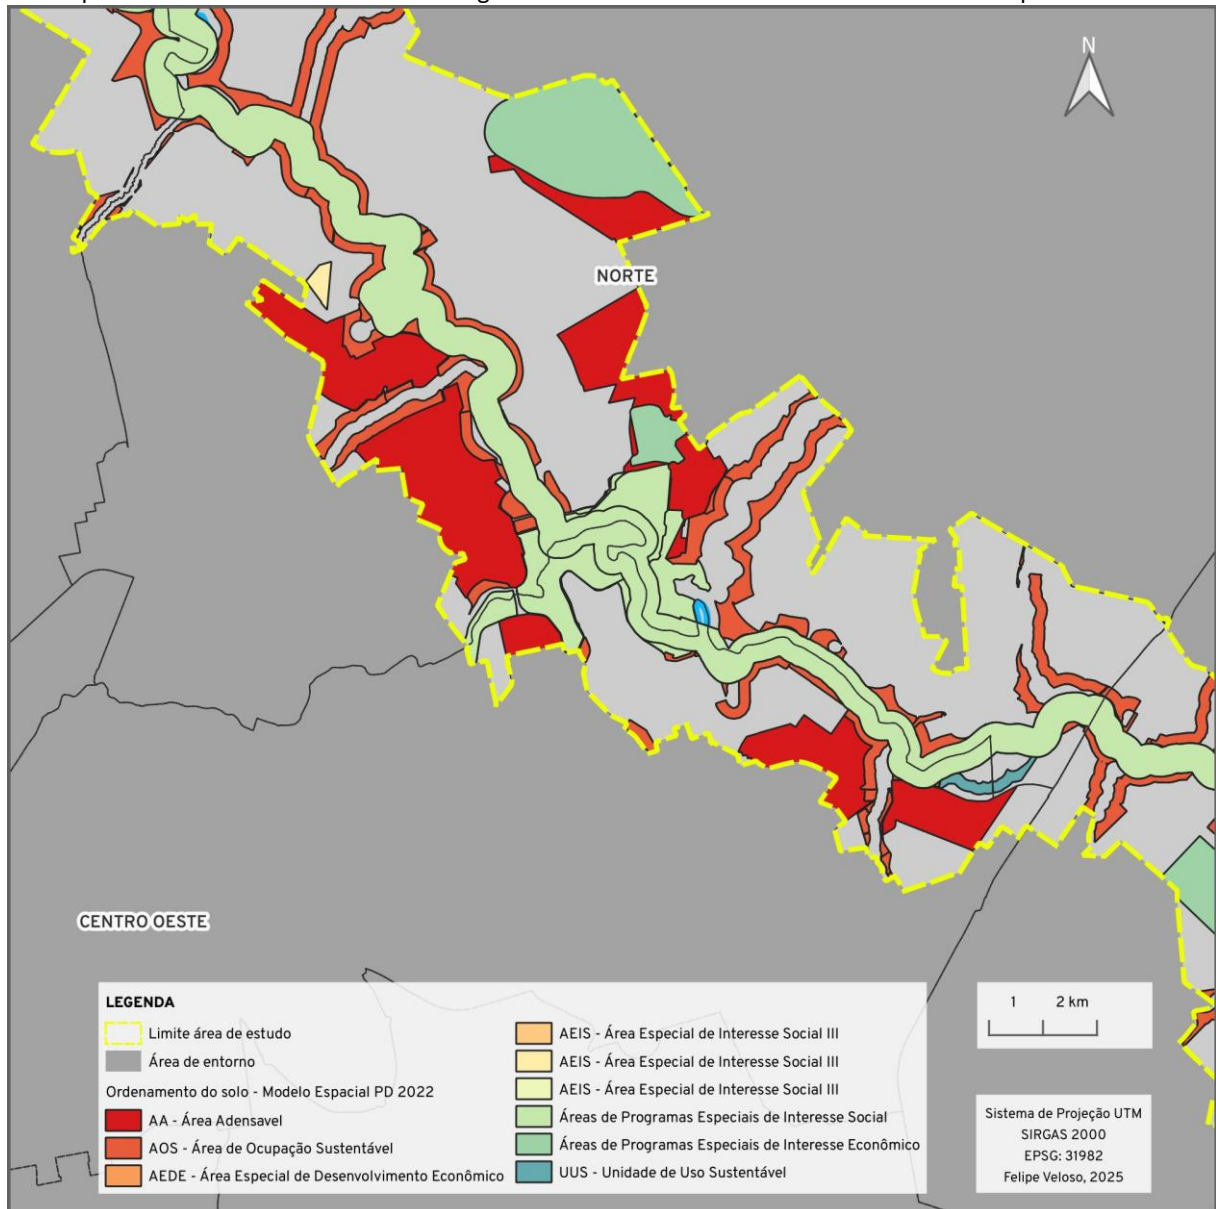 N
NORTE
CENTRO OESTE
LEGENDA
Limite área de estudo
Área de entorno
Ordenamento do solo - Modelo Espacial PD 2022
AA - Área Adensavel
AOS - Área de Ocupação Sustentável
AEDE - Área Especial de Desenvolvimento Econômico
AEIS - Área Especial de Interesse Social III
AEIS - Área Especial de Interesse Social III
AEIS - Área Especial de Interesse Social III
Áreas de Programas Especiais de Interesse Social
Áreas de Programas Especiais de Interesse Econômico
UUS - Unidade de Uso Sustentável
1 2 km
Sistema de Projeção UTM
SIRGAS 2000
EPSG: 31982
Felipe Veloso, 2025